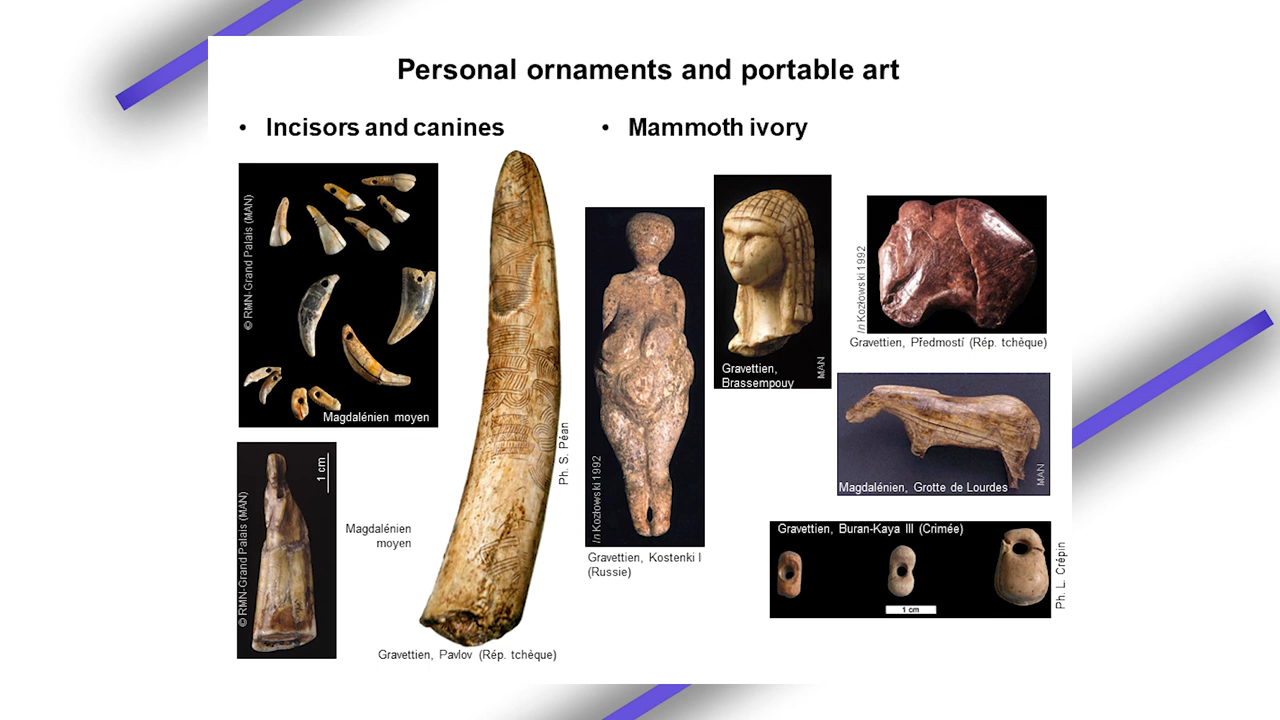 Personal ornaments and portable art
• Incisors and canines
© RMN-Grand Palais (MAN)
Magdalénien moyen
© RMN-Grand Palais (MAN)
1 cm
Magdalénien
moyen
Ph. S. Péan
Gravettien, Pavlov (Rép. tchèque)
• Mammoth ivory
In Kozłowski 1992
Gravettien, Kostenki I
(Russie)
Gravettien,
Brassempouy
MAN
In Kozłowski 1992
Gravettien, Předmostí (Rép. tchèque)
Magdalénien, Grotte de Lourdes
MAN
Gravettien, Buran-Kaya III (Crimée)
1 cm
Ph. L. Crépin